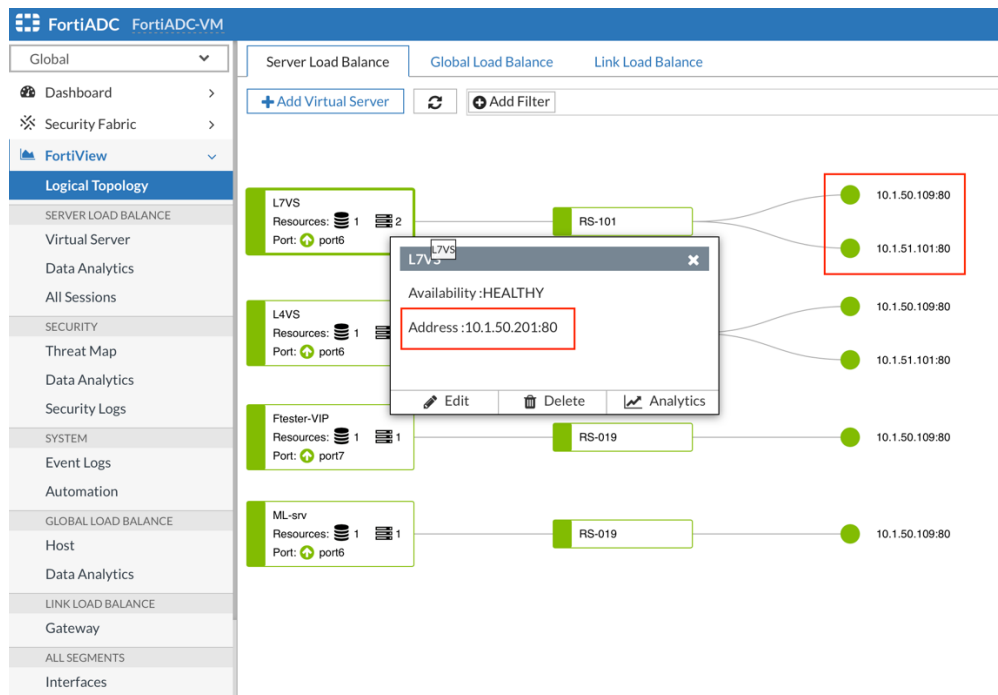 FortiADC FortiADC-VM
Global
Dashboard
Security Fabric
FortiView
Logical Topology
SERVER LOAD BALANCE
Virtual Server
Data Analytics
All Sessions
SECURITY
Threat Map
Data Analytics
Security Logs
SYSTEM
Event Logs
Automation
GLOBAL LOAD BALANCE
Host
Data Analytics
LINK LOAD BALANCE
Gateway
ALL SEGMENTS
Interfaces
Server Load Balance Global Load Balance Link Load Balance
Add Virtual Server Add Filter
L7VS
Resources: 1 2
Port: port6
RS-101
10.1.50.109:80
10.1.51.101:80
L7VS
L7VS
Availability :HEALTHY
Address :10.1.50.201:80
Edit Delete Analytics
L4VS
Resources: 1
Port: port6
10.1.50.109:80
10.1.51.101:80
Ftester-VIP
Resources: 1 1
Port: port7
RS-019
10.1.50.109:80
ML-srv
Resources: 1 1
Port: port6
RS-019
10.1.50.109:80